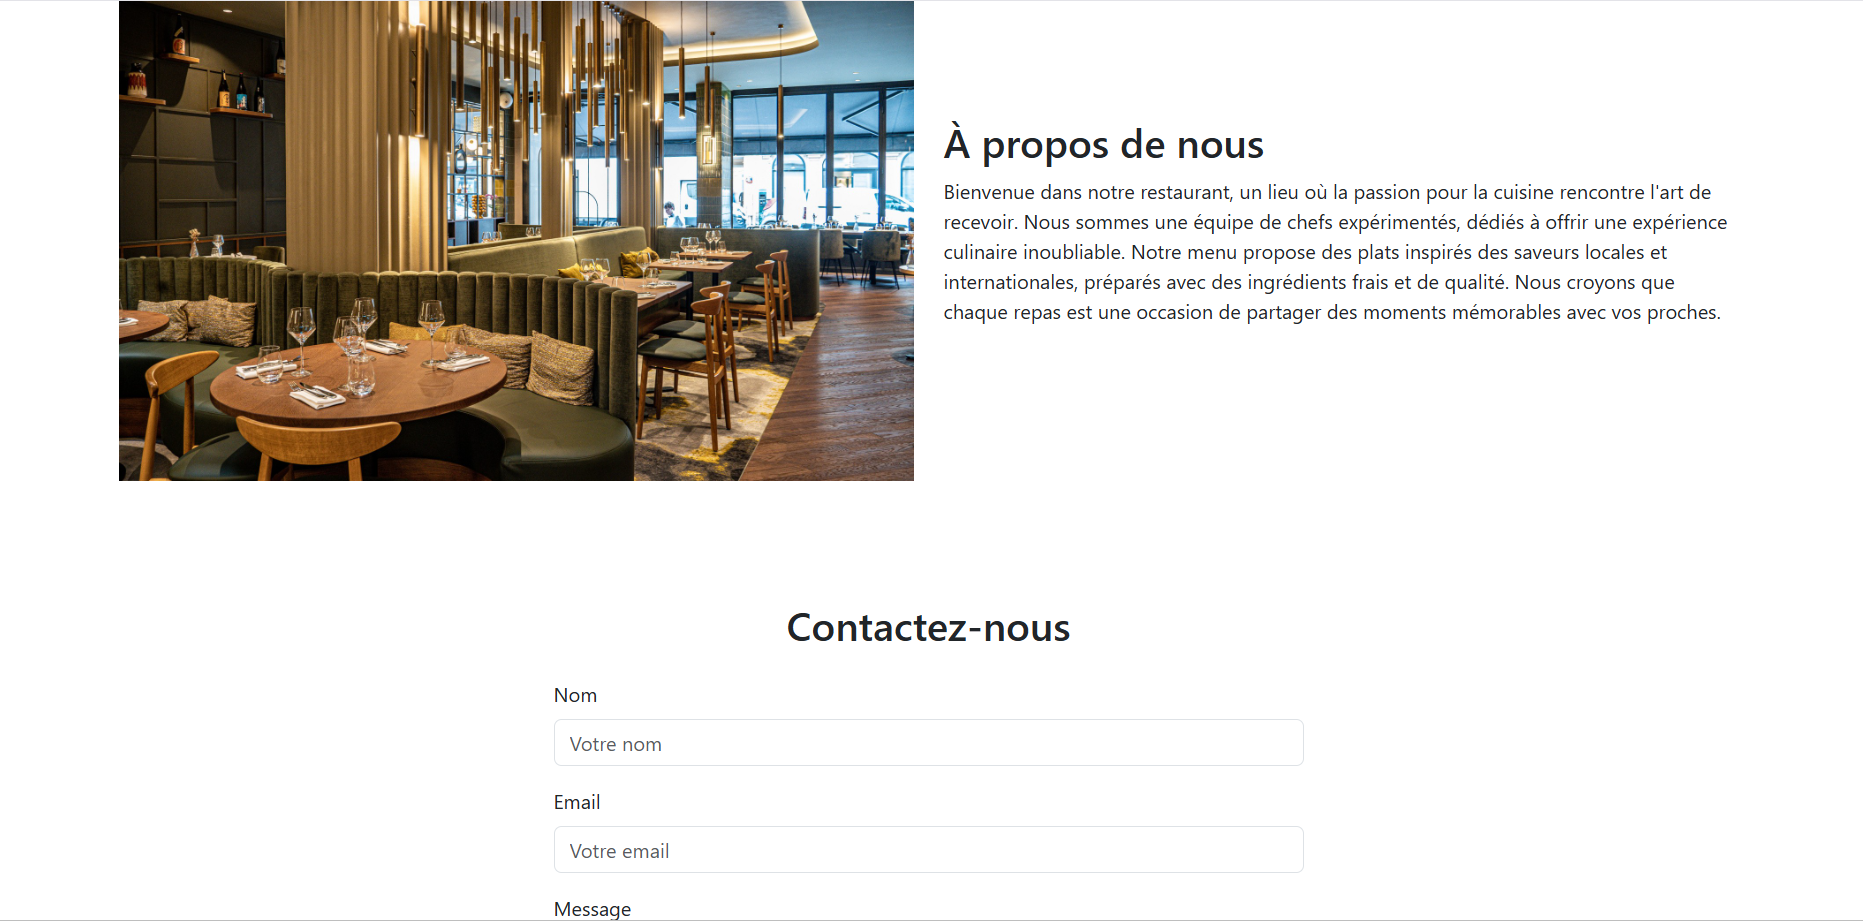 À propos de nous
Bienvenue dans notre restaurant, un lieu où la passion pour la cuisine rencontre l'art de
recevoir. Nous sommes une équipe de chefs expérimentés, dédiés à offrir une expérience
culinaire inoubliable. Notre menu propose des plats inspirés des saveurs locales et
internationales, préparés avec des ingrédients frais et de qualité. Nous croyons que
chaque repas est une occasion de partager des moments mémorables avec vos proches.
Contactez-nous
Nom
Votre nom
Email
Votre email
Message